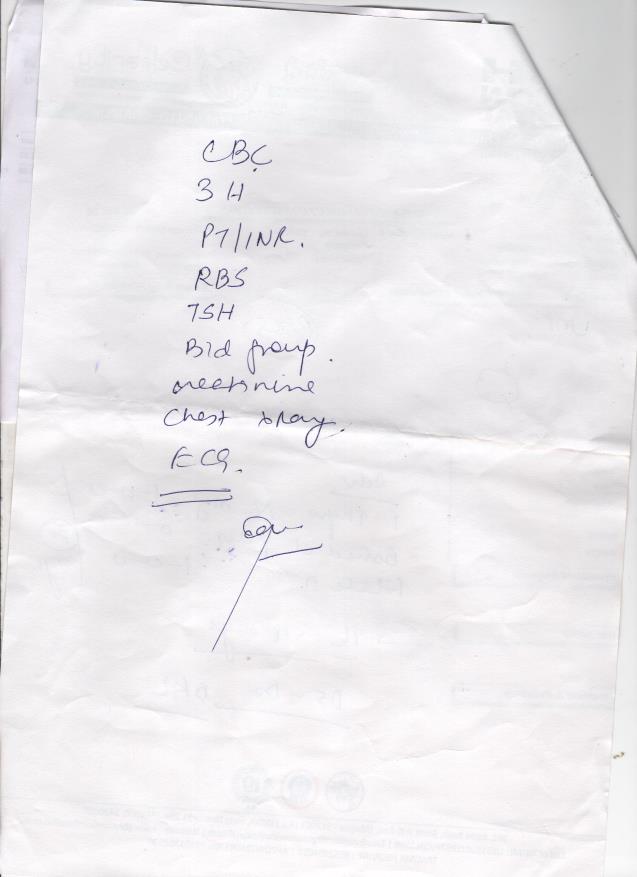 CBC
3 H
PT/INR.
RBS
TSH
Bld group.
creatinine
Chest xray.
ECG.